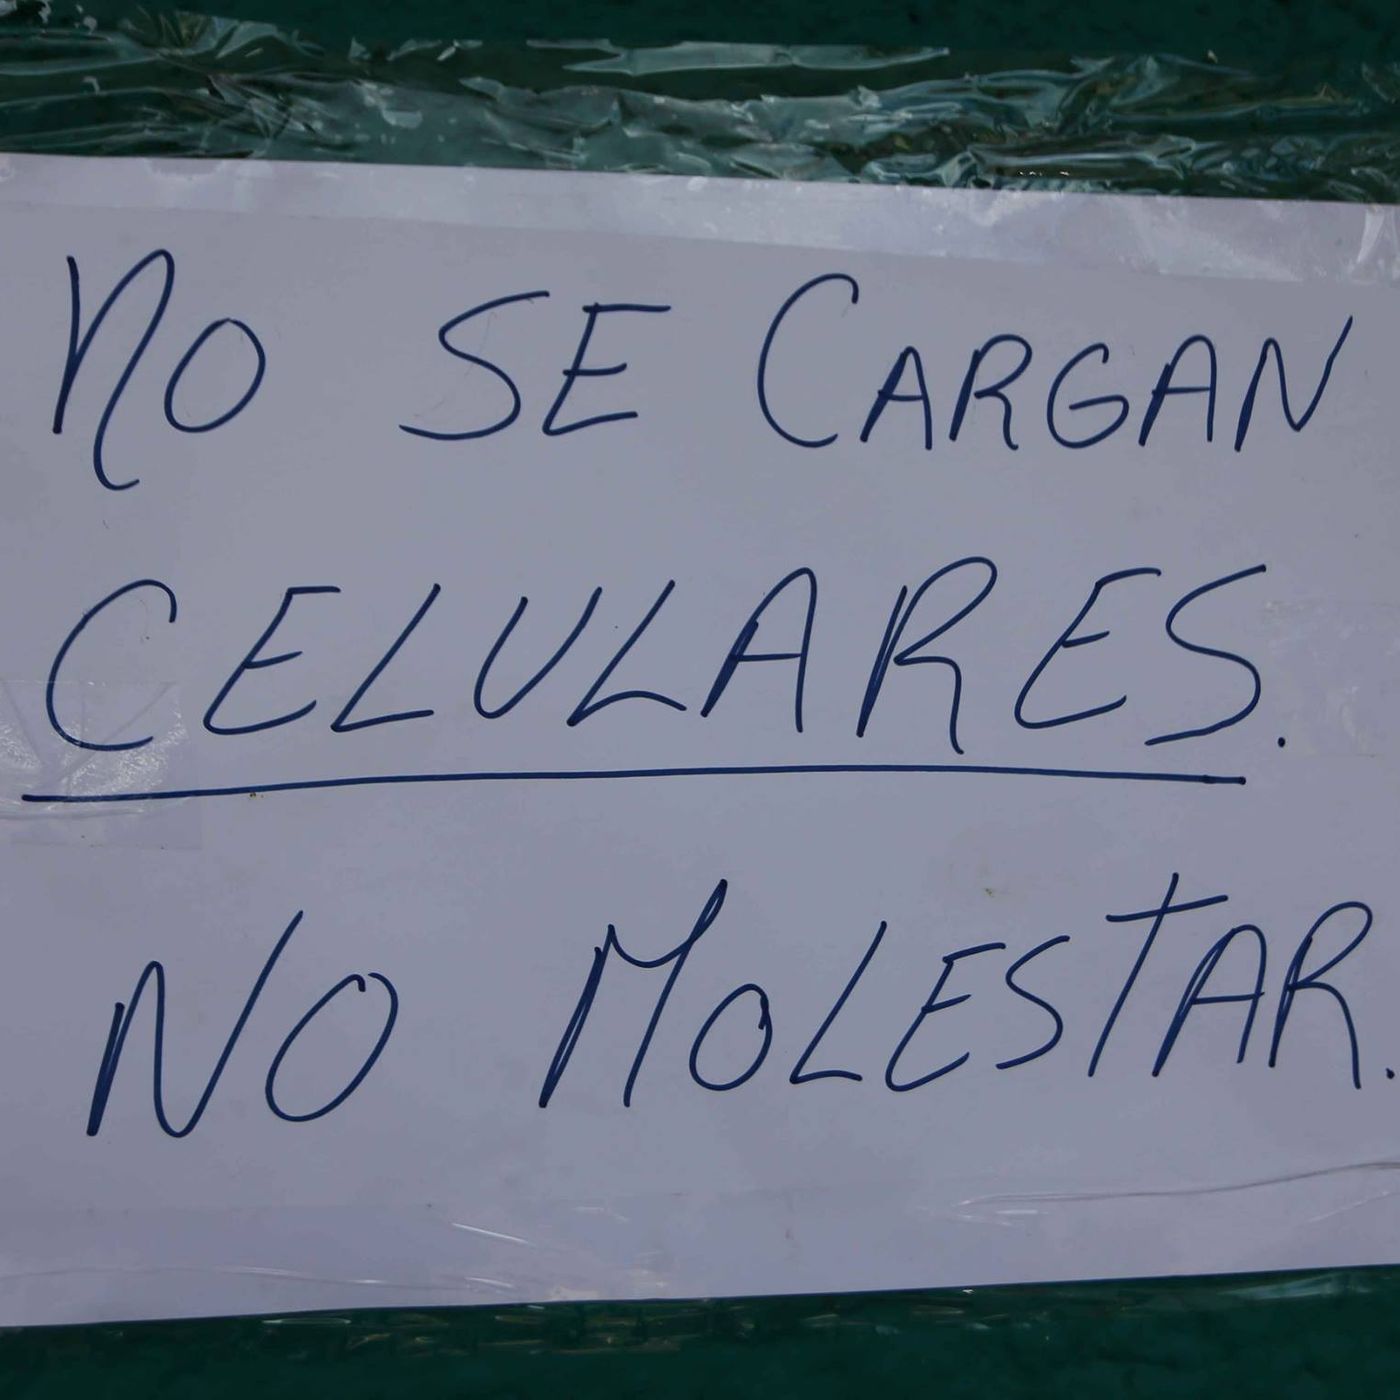 NO SE CARGAN
CELULARES.
NO MOLESTAR.